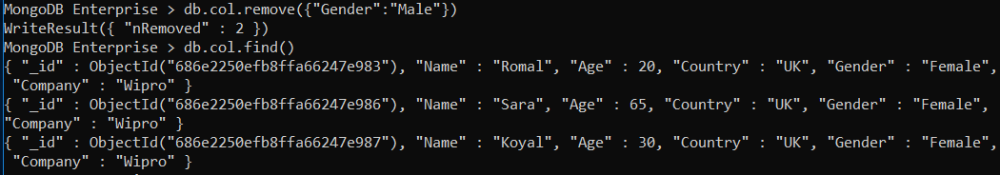 MongoDB Enterprise > db.col.remove({"Gender":"Male"})
WriteResult({ "nRemoved" : 2 })
MongoDB Enterprise > db.col.find()
{ "_id" : ObjectId("686e2250efb8ffa66247e983"), "Name" : "Romal", "Age" : 20, "Country" : "UK", "Gender" : "Female",
 "Company" : "Wipro" }
{ "_id" : ObjectId("686e2250efb8ffa66247e986"), "Name" : "Sara", "Age" : 65, "Country" : "UK", "Gender" : "Female",
"Company" : "Wipro" }
{ "_id" : ObjectId("686e2250efb8ffa66247e987"), "Name" : "Koyal", "Age" : 30, "Country" : "UK", "Gender" : "Female",
 "Company" : "Wipro" }